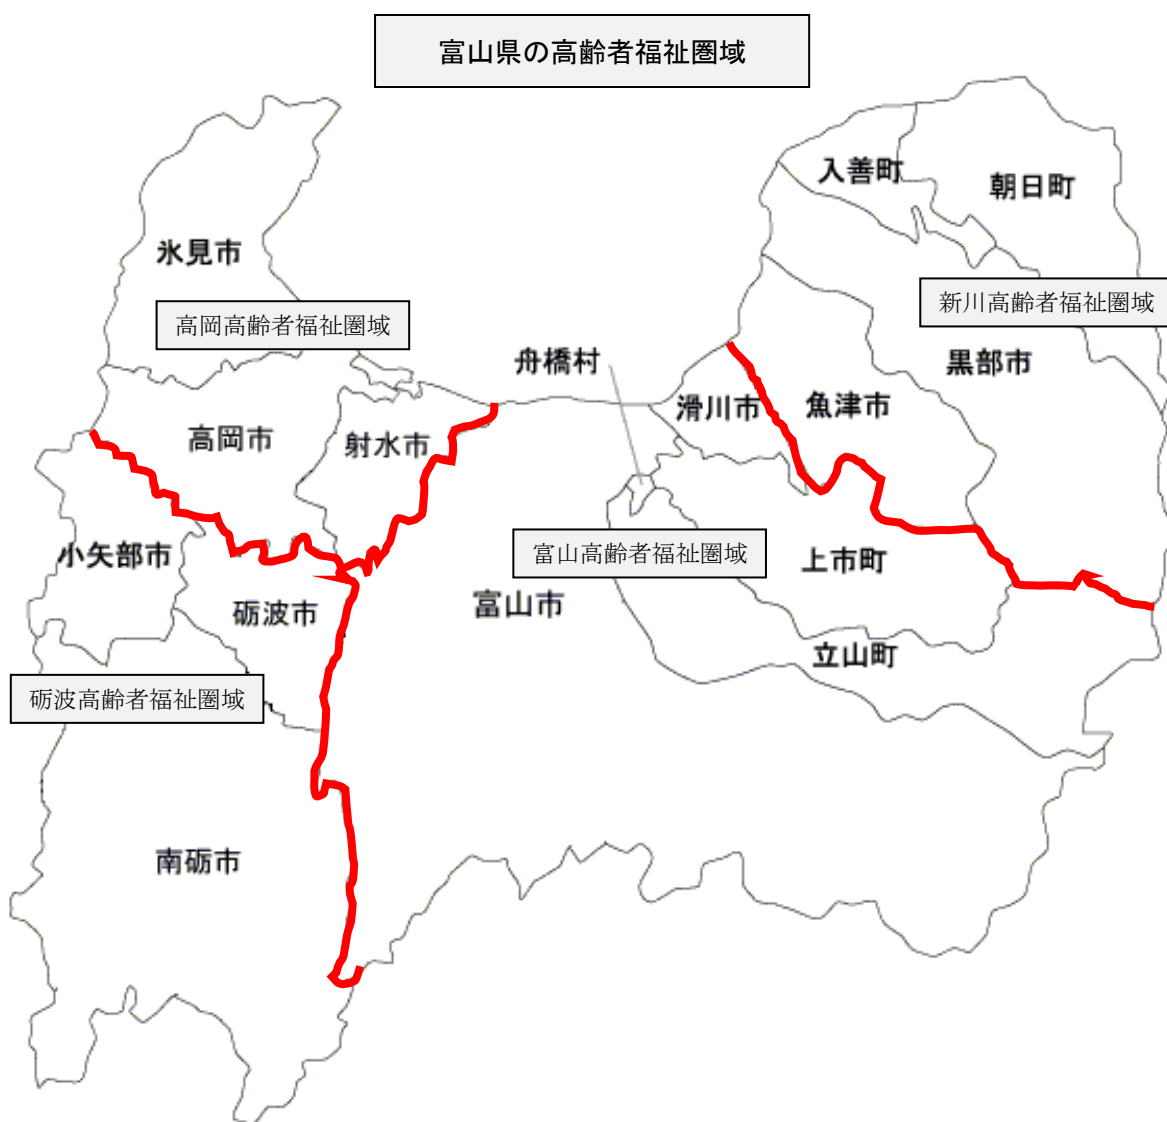 富山県の高齢者福祉圏域
入善町
朝日町
氷見市
新川高齢者福祉圏域
高岡高齢者福祉圏域
舟橋村
黒部市
滑川市
魚津市
高岡市
射水市
小矢部市
富山高齢者福祉圏域
上市町
砺波市
富山市
立山町
砺波高齢者福祉圏域
南砺市